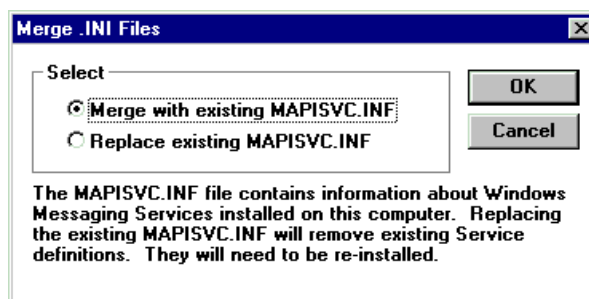 Merge .INI Files
Select
Merge with existing MAPISVC.INF
Replace existing MAPISVC.INF
OK
Cancel
The MAPISVC.INF file contains information about Windows
Messaging Services installed on this computer.  Replacing
the existing MAPISVC.INF will remove existing Service
definitions.  They will need to be re-installed.